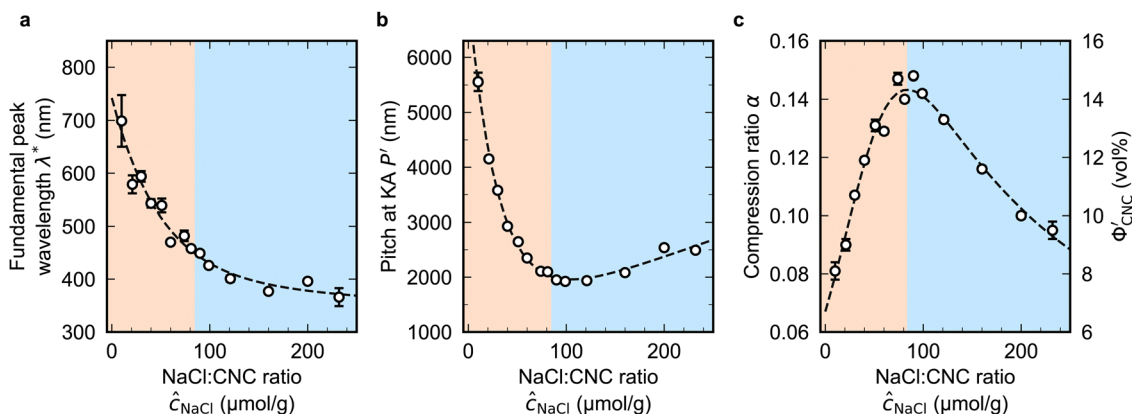 a
Fundamental peak
wavelength λ* (nm)
800
700
600
500
400
300
0
100
200
NaCl:CNC ratio
ĉNaCl (μmol/g)
b
Pitch at KA P′ (nm)
6000
5000
4000
3000
2000
1000
0
100
200
NaCl:CNC ratio
ĉNaCl (μmol/g)
c
Compression ratio α
0.16
0.14
0.12
0.10
0.08
0.06
0
100
200
NaCl:CNC ratio
ĉNaCl (μmol/g)
16
14
12
10
8
6
Φ′CNC (vol%)